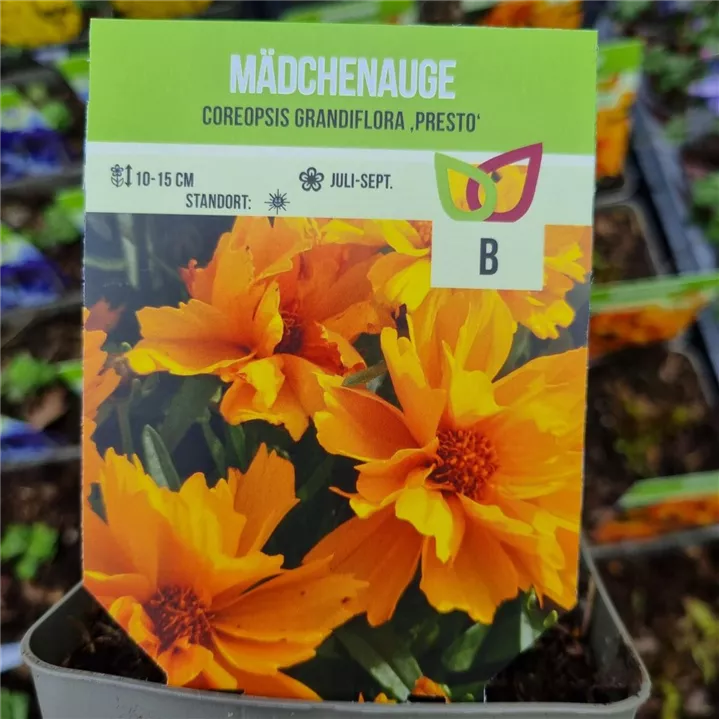 MÄDCHENAUGE
COREOPSIS GRANDIFLORA ‚PRESTO‘
10-15 CM
JULI-SEPT.
STANDORT:
B